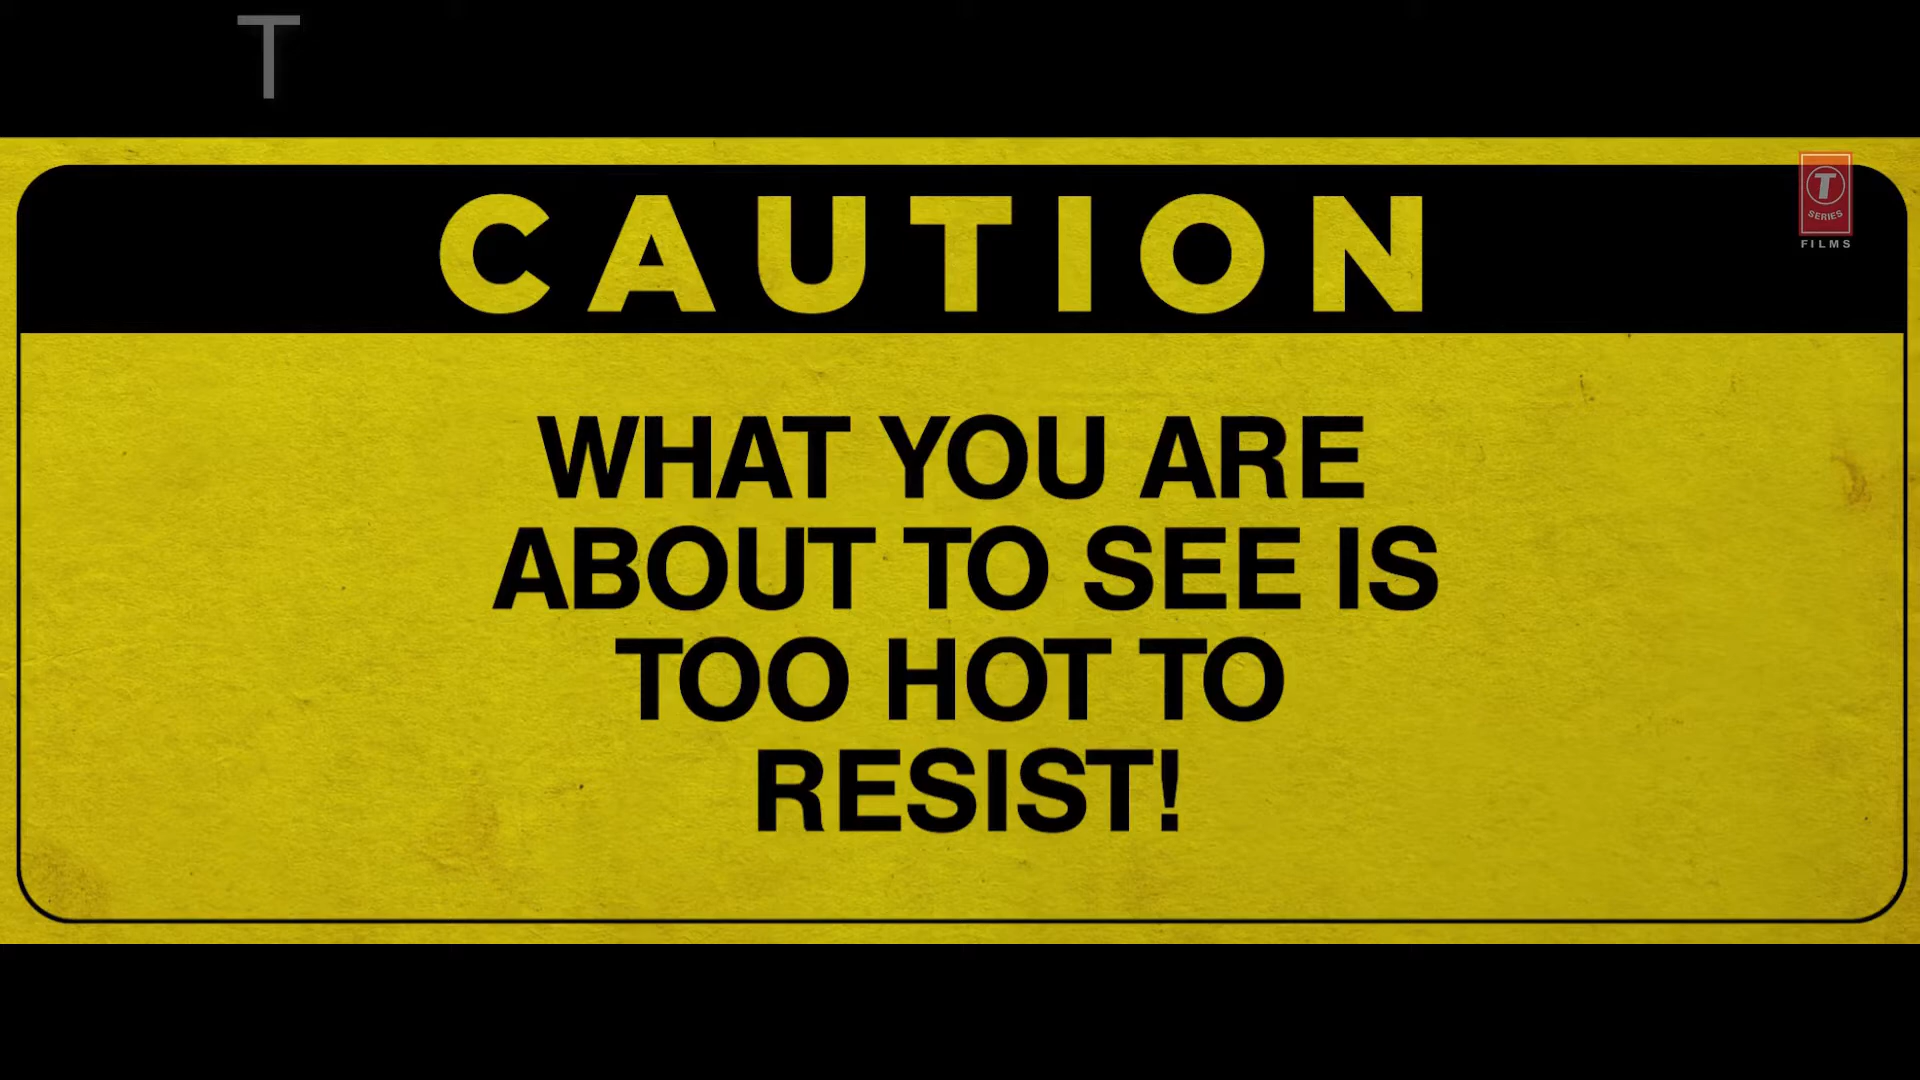 T
CAUTION
T
SERIES
FILMS
WHAT YOU ARE
ABOUT TO SEE IS
TOO HOT TO
RESIST!